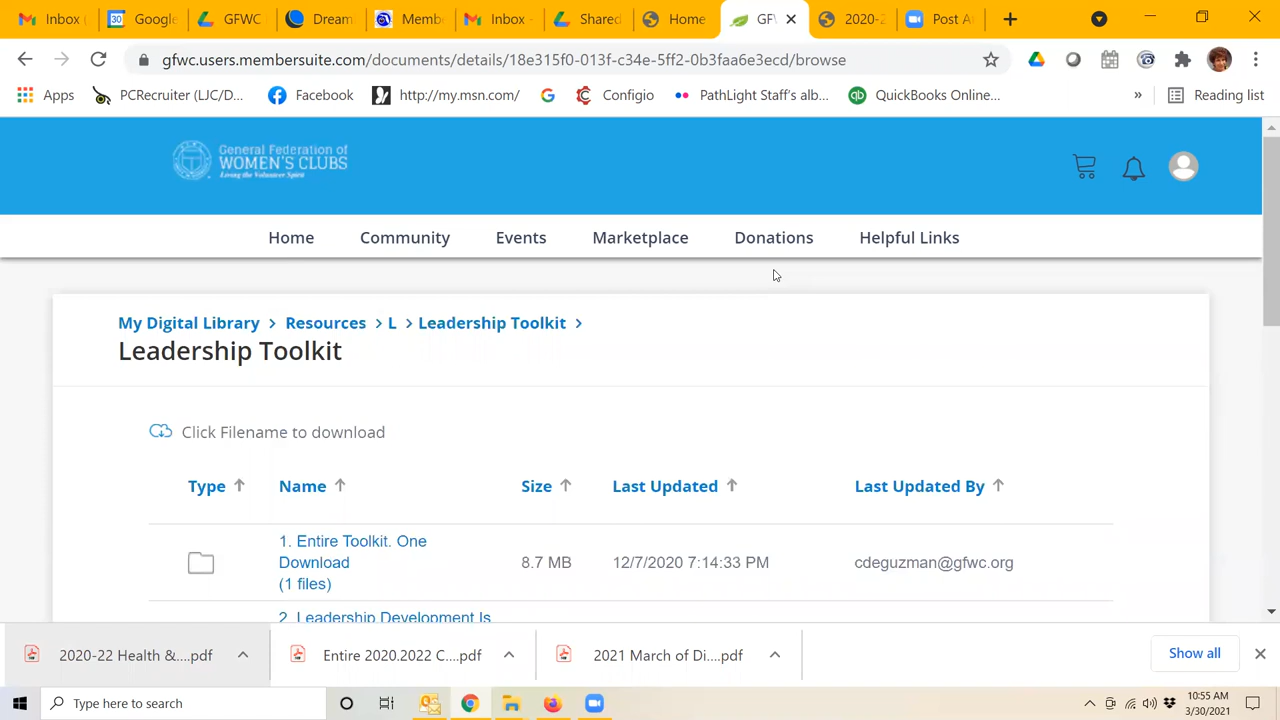 Inbox (
Google
GFWC
Dream
Membe
Inbox -
Shared
Home
GFW
2020-2
Post A
gfwc.users.membersuite.com/documents/details/18e315f0-013f-c34e-5ff2-0b3faa6e3ecd/browse
Apps
PCRecruiter (LJC/D...
Facebook
http://my.msn.com/
Configio
PathLight Staff's alb...
QuickBooks Online...
»
Reading list
General Federation of
WOMEN'S CLUBS
Living the Volunteer Spirit
Home
Community
Events
Marketplace
Donations
Helpful Links
My Digital Library > Resources > L > Leadership Toolkit >
Leadership Toolkit
Click Filename to download
Type
Name
Size
Last Updated
Last Updated By
1. Entire Toolkit. One
Download
(1 files)
8.7 MB
12/7/2020 7:14:33 PM
cdeguzman@gfwc.org
2. Leadership Development Is
2020-22 Health &....pdf
Entire 2020.2022 C....pdf
2021 March of Di....pdf
Show all
Type here to search
10:55 AM
3/30/2021